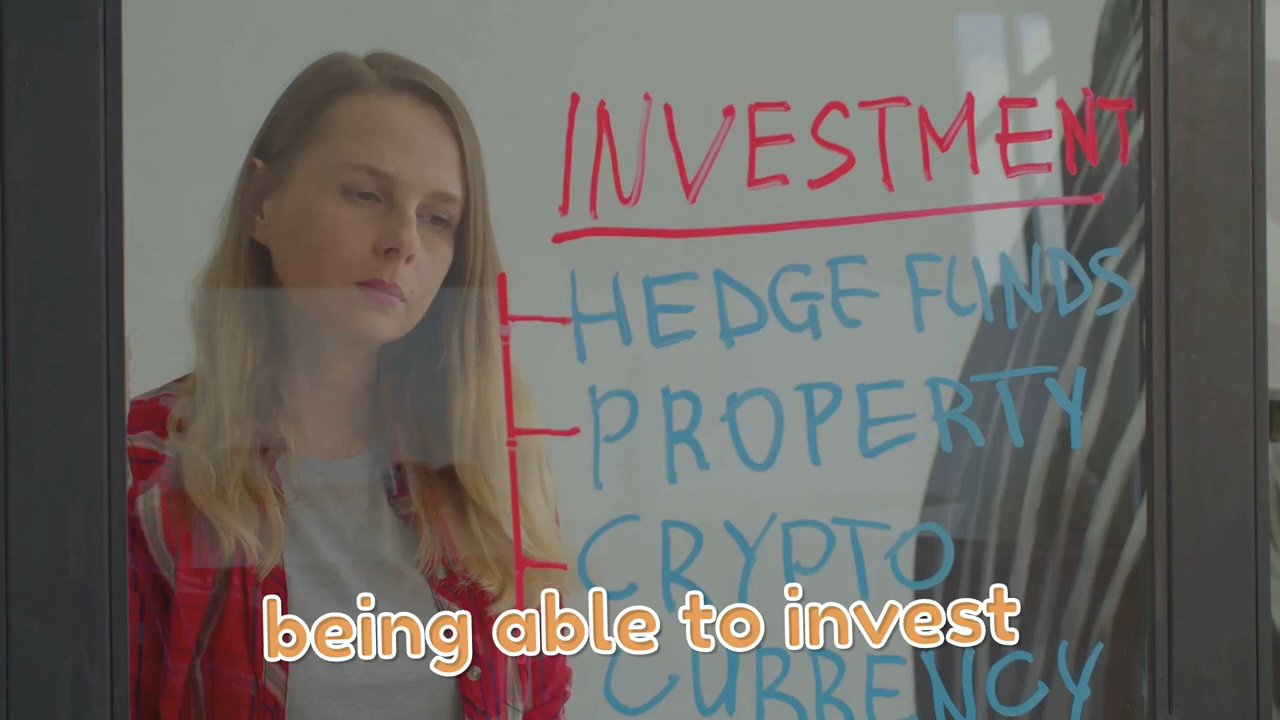 INVESTMENT
HEDGE FUNDS
PROPERTY
CRYPTO
being able to invest
CURRENCY